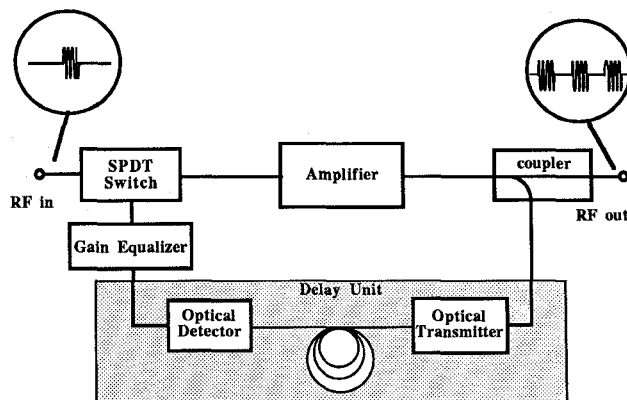 RF in
SPDT
Switch
Amplifier
coupler
RF out
Gain Equalizer
Delay Unit
Optical
Detector
Optical
Transmitter